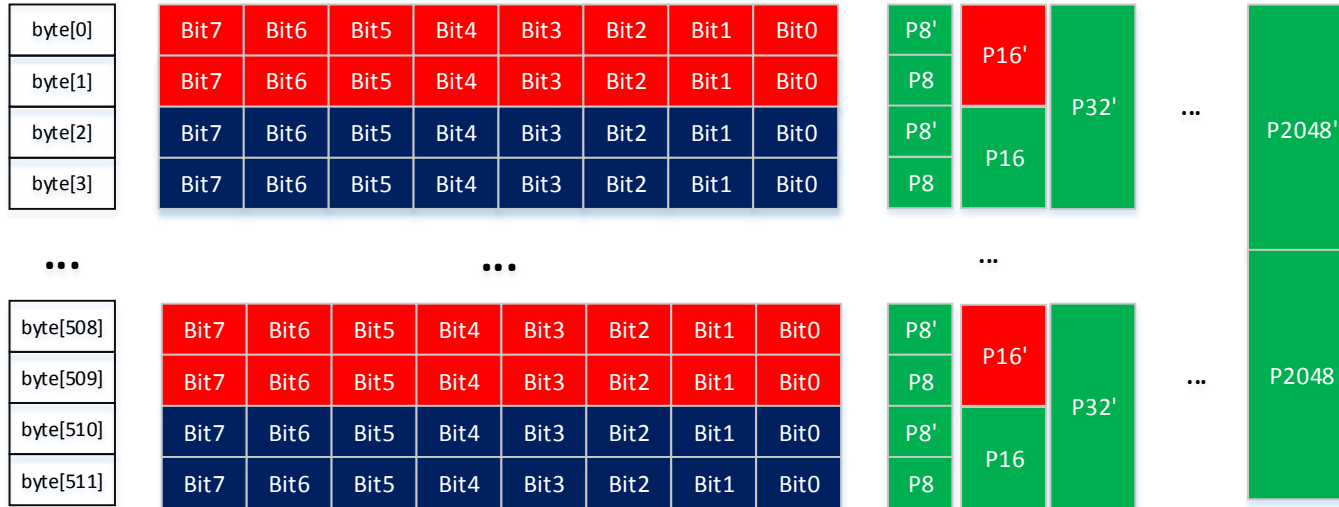 byte[0] Bit7 Bit6 Bit5 Bit4 Bit3 Bit2 Bit1 Bit0 P8'
P16'
byte[1] Bit7 Bit6 Bit5 Bit4 Bit3 Bit2 Bit1 Bit0 P8
P32' ... P2048'
byte[2] Bit7 Bit6 Bit5 Bit4 Bit3 Bit2 Bit1 Bit0 P8'
P16
byte[3] Bit7 Bit6 Bit5 Bit4 Bit3 Bit2 Bit1 Bit0 P8
... ... ...
byte[508] Bit7 Bit6 Bit5 Bit4 Bit3 Bit2 Bit1 Bit0 P8'
P16'
byte[509] Bit7 Bit6 Bit5 Bit4 Bit3 Bit2 Bit1 Bit0 P8
P32' ... P2048
byte[510] Bit7 Bit6 Bit5 Bit4 Bit3 Bit2 Bit1 Bit0 P8'
P16
byte[511] Bit7 Bit6 Bit5 Bit4 Bit3 Bit2 Bit1 Bit0 P8